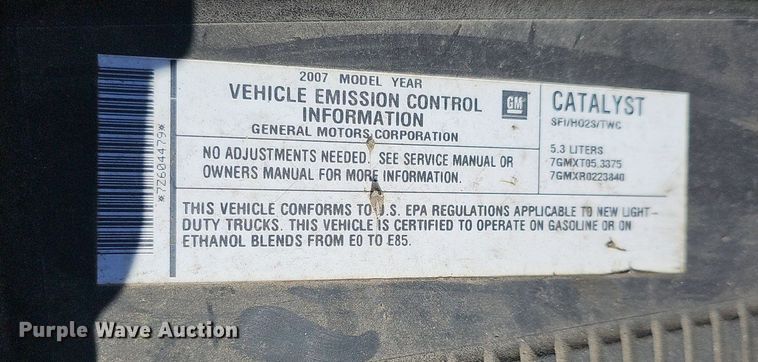 2007 MODEL YEAR
VEHICLE EMISSION CONTROL
INFORMATION
GENERAL MOTORS CORPORATION
GM
CATALYST
SFI/HO2S/TWC
5.3 LITERS
7GMXT05.3375
7GMXR0223840
NO ADJUSTMENTS NEEDED. SEE SERVICE MANUAL OR
OWNERS MANUAL FOR MORE INFORMATION.
THIS VEHICLE CONFORMS TO U.S. EPA REGULATIONS APPLICABLE TO NEW LIGHT-
DUTY TRUCKS. THIS VEHICLE IS CERTIFIED TO OPERATE ON GASOLINE OR ON
ETHANOL BLENDS FROM E0 TO E85.
*7Z604479*
Purple Wave Auction